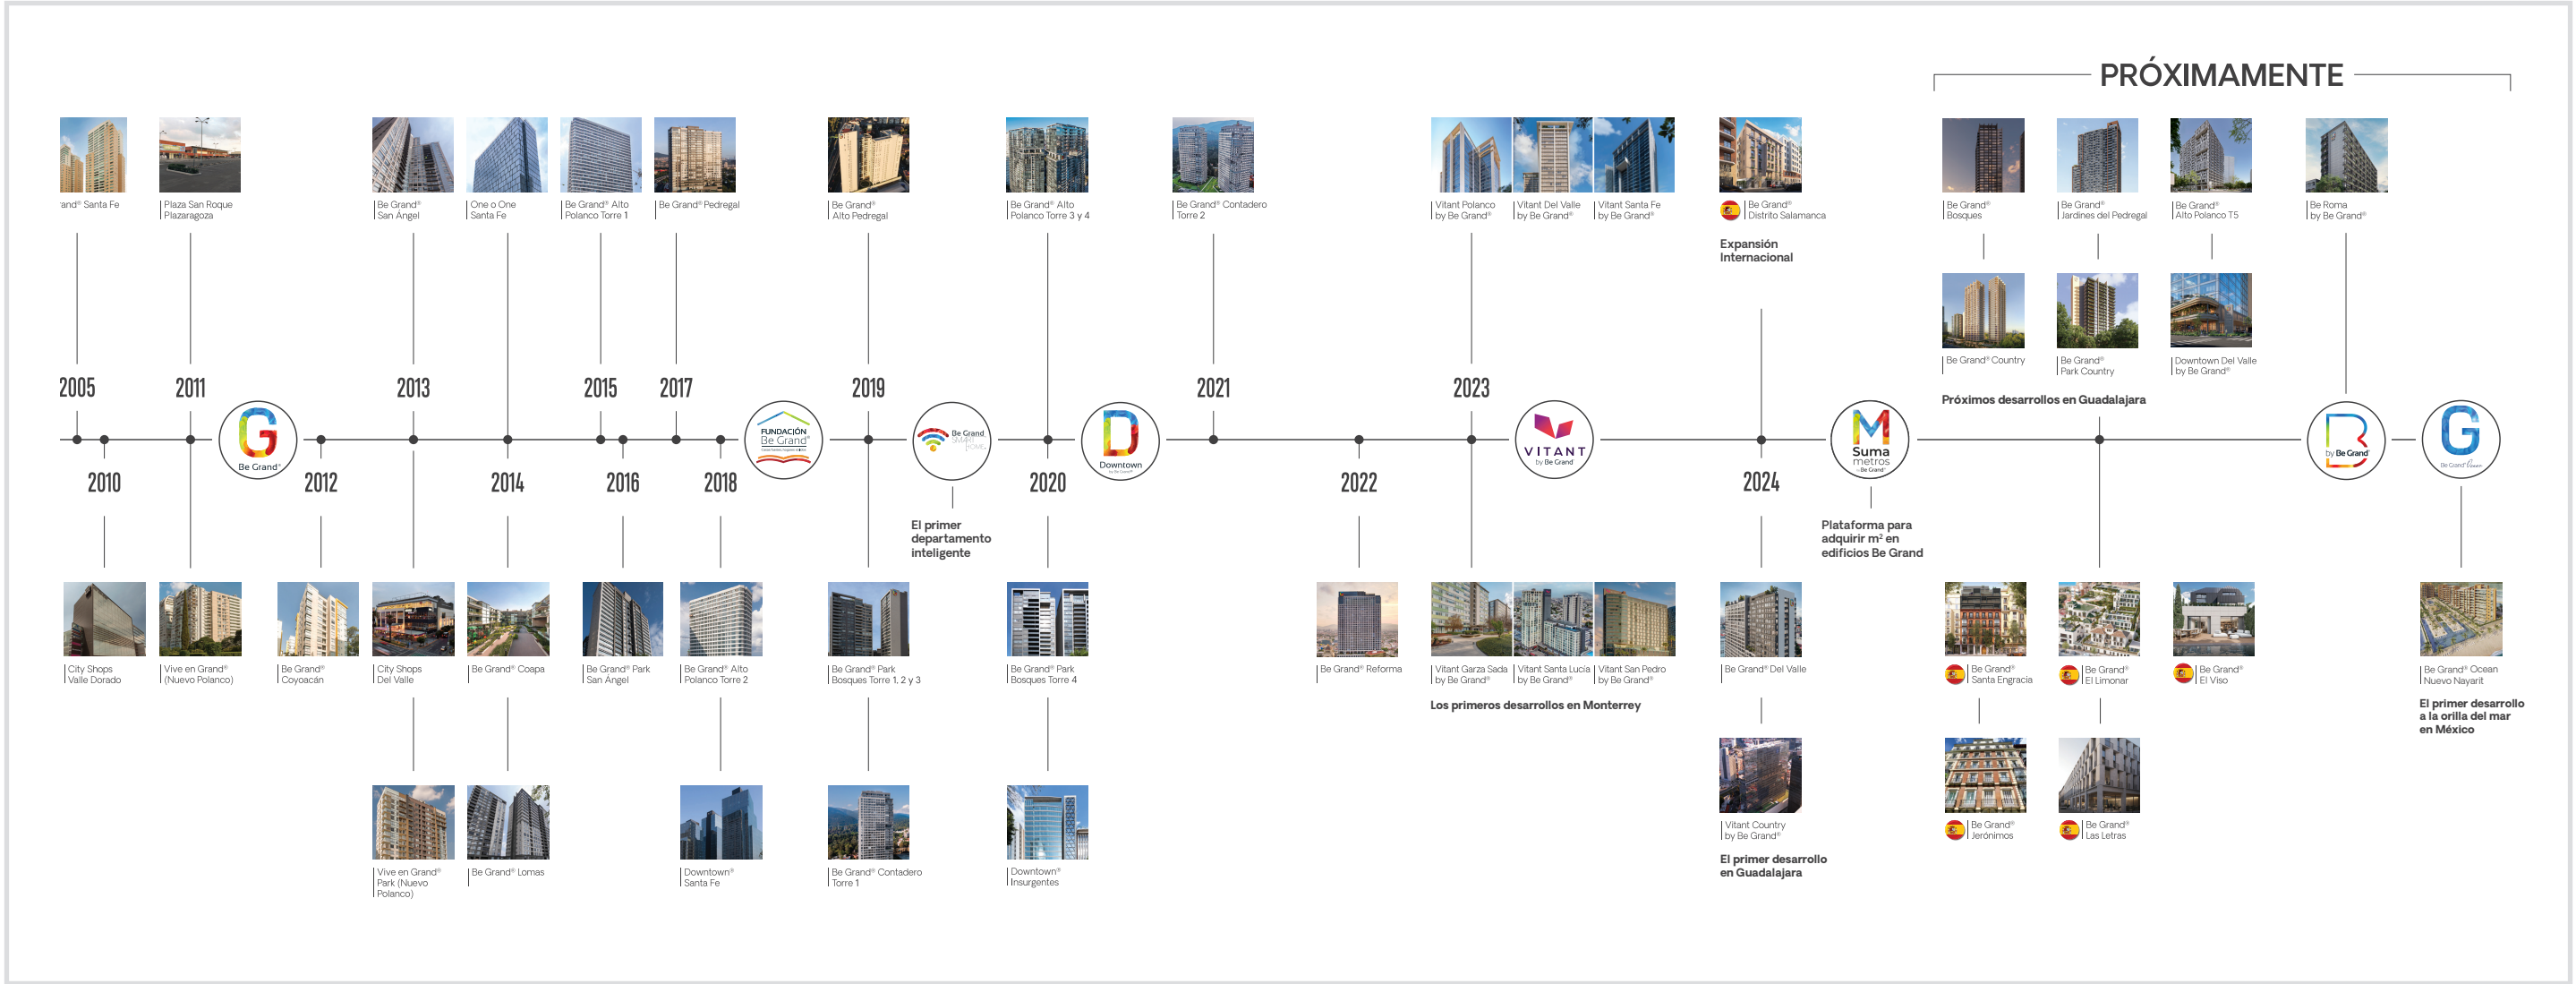 PRÓXIMAMENTE
Santa Fe
Plaza San Roque
Plazaragoza
Be Grand®
San Ángel
One o One
Santa Fe
Be Grand® Alto
Polanco Torre 1
Be Grand® Pedregal
Be Grand®
Alto Pedregal
Be Grand® Alto
Polanco Torre 3 y 4
Be Grand® Contadero
Torre 2
Vitant Polanco
by Be Grand®
Vitant Del Valle
by Be Grand®
Vitant Santa Fe
by Be Grand®
Be Grand®
Distrito Salamanca
Expansión
Internacional
Be Grand®
Bosques
Be Grand®
Jardines del Pedregal
Be Grand®
Alto Polanco T5
Be Roma
by Be Grand®
Be Grand® Country
Be Grand®
Park Country
Downtown Del Valle
by Be Grand®
Próximos desarrollos en Guadalajara
2005
2011
2013
2015
2017
2019
2021
2023
G
Be Grand®
FUNDACIÓN
Be Grand®
Be Grand
SMART
HOME
D
Downtown
by Be Grand®
VITANT
by Be Grand
M
Suma
metros
by Be Grand®
B
by Be Grand®
G
Be Grand® Ocean
2010
2012
2014
2016
2018
2020
2022
2024
El primer
departamento
inteligente
Plataforma para
adquirir m² en
edificios Be Grand
City Shops
Valle Dorado
Vive en Grand®
(Nuevo Polanco)
Be Grand®
Coyoacán
City Shops
Del Valle
Be Grand® Coapa
Be Grand® Park
San Ángel
Be Grand® Alto
Polanco Torre 2
Be Grand® Park
Bosques Torre 1, 2 y 3
Be Grand® Park
Bosques Torre 4
Be Grand® Reforma
Vitant Garza Sada
by Be Grand®
Vitant Santa Lucía
by Be Grand®
Vitant San Pedro
by Be Grand®
Los primeros desarrollos en Monterrey
Be Grand® Del Valle
Be Grand®
Santa Engracia
Be Grand®
El Limonar
Be Grand®
El Viso
Be Grand® Ocean
Nuevo Nayarit
El primer desarrollo
a la orilla del mar
en México
Vive en Grand®
Park (Nuevo
Polanco)
Be Grand® Lomas
Downtown®
Santa Fe
Be Grand® Contadero
Torre 1
Downtown®
Insurgentes
Vitant Country
by Be Grand®
El primer desarrollo
en Guadalajara
Be Grand®
Jerónimos
Be Grand®
Las Letras